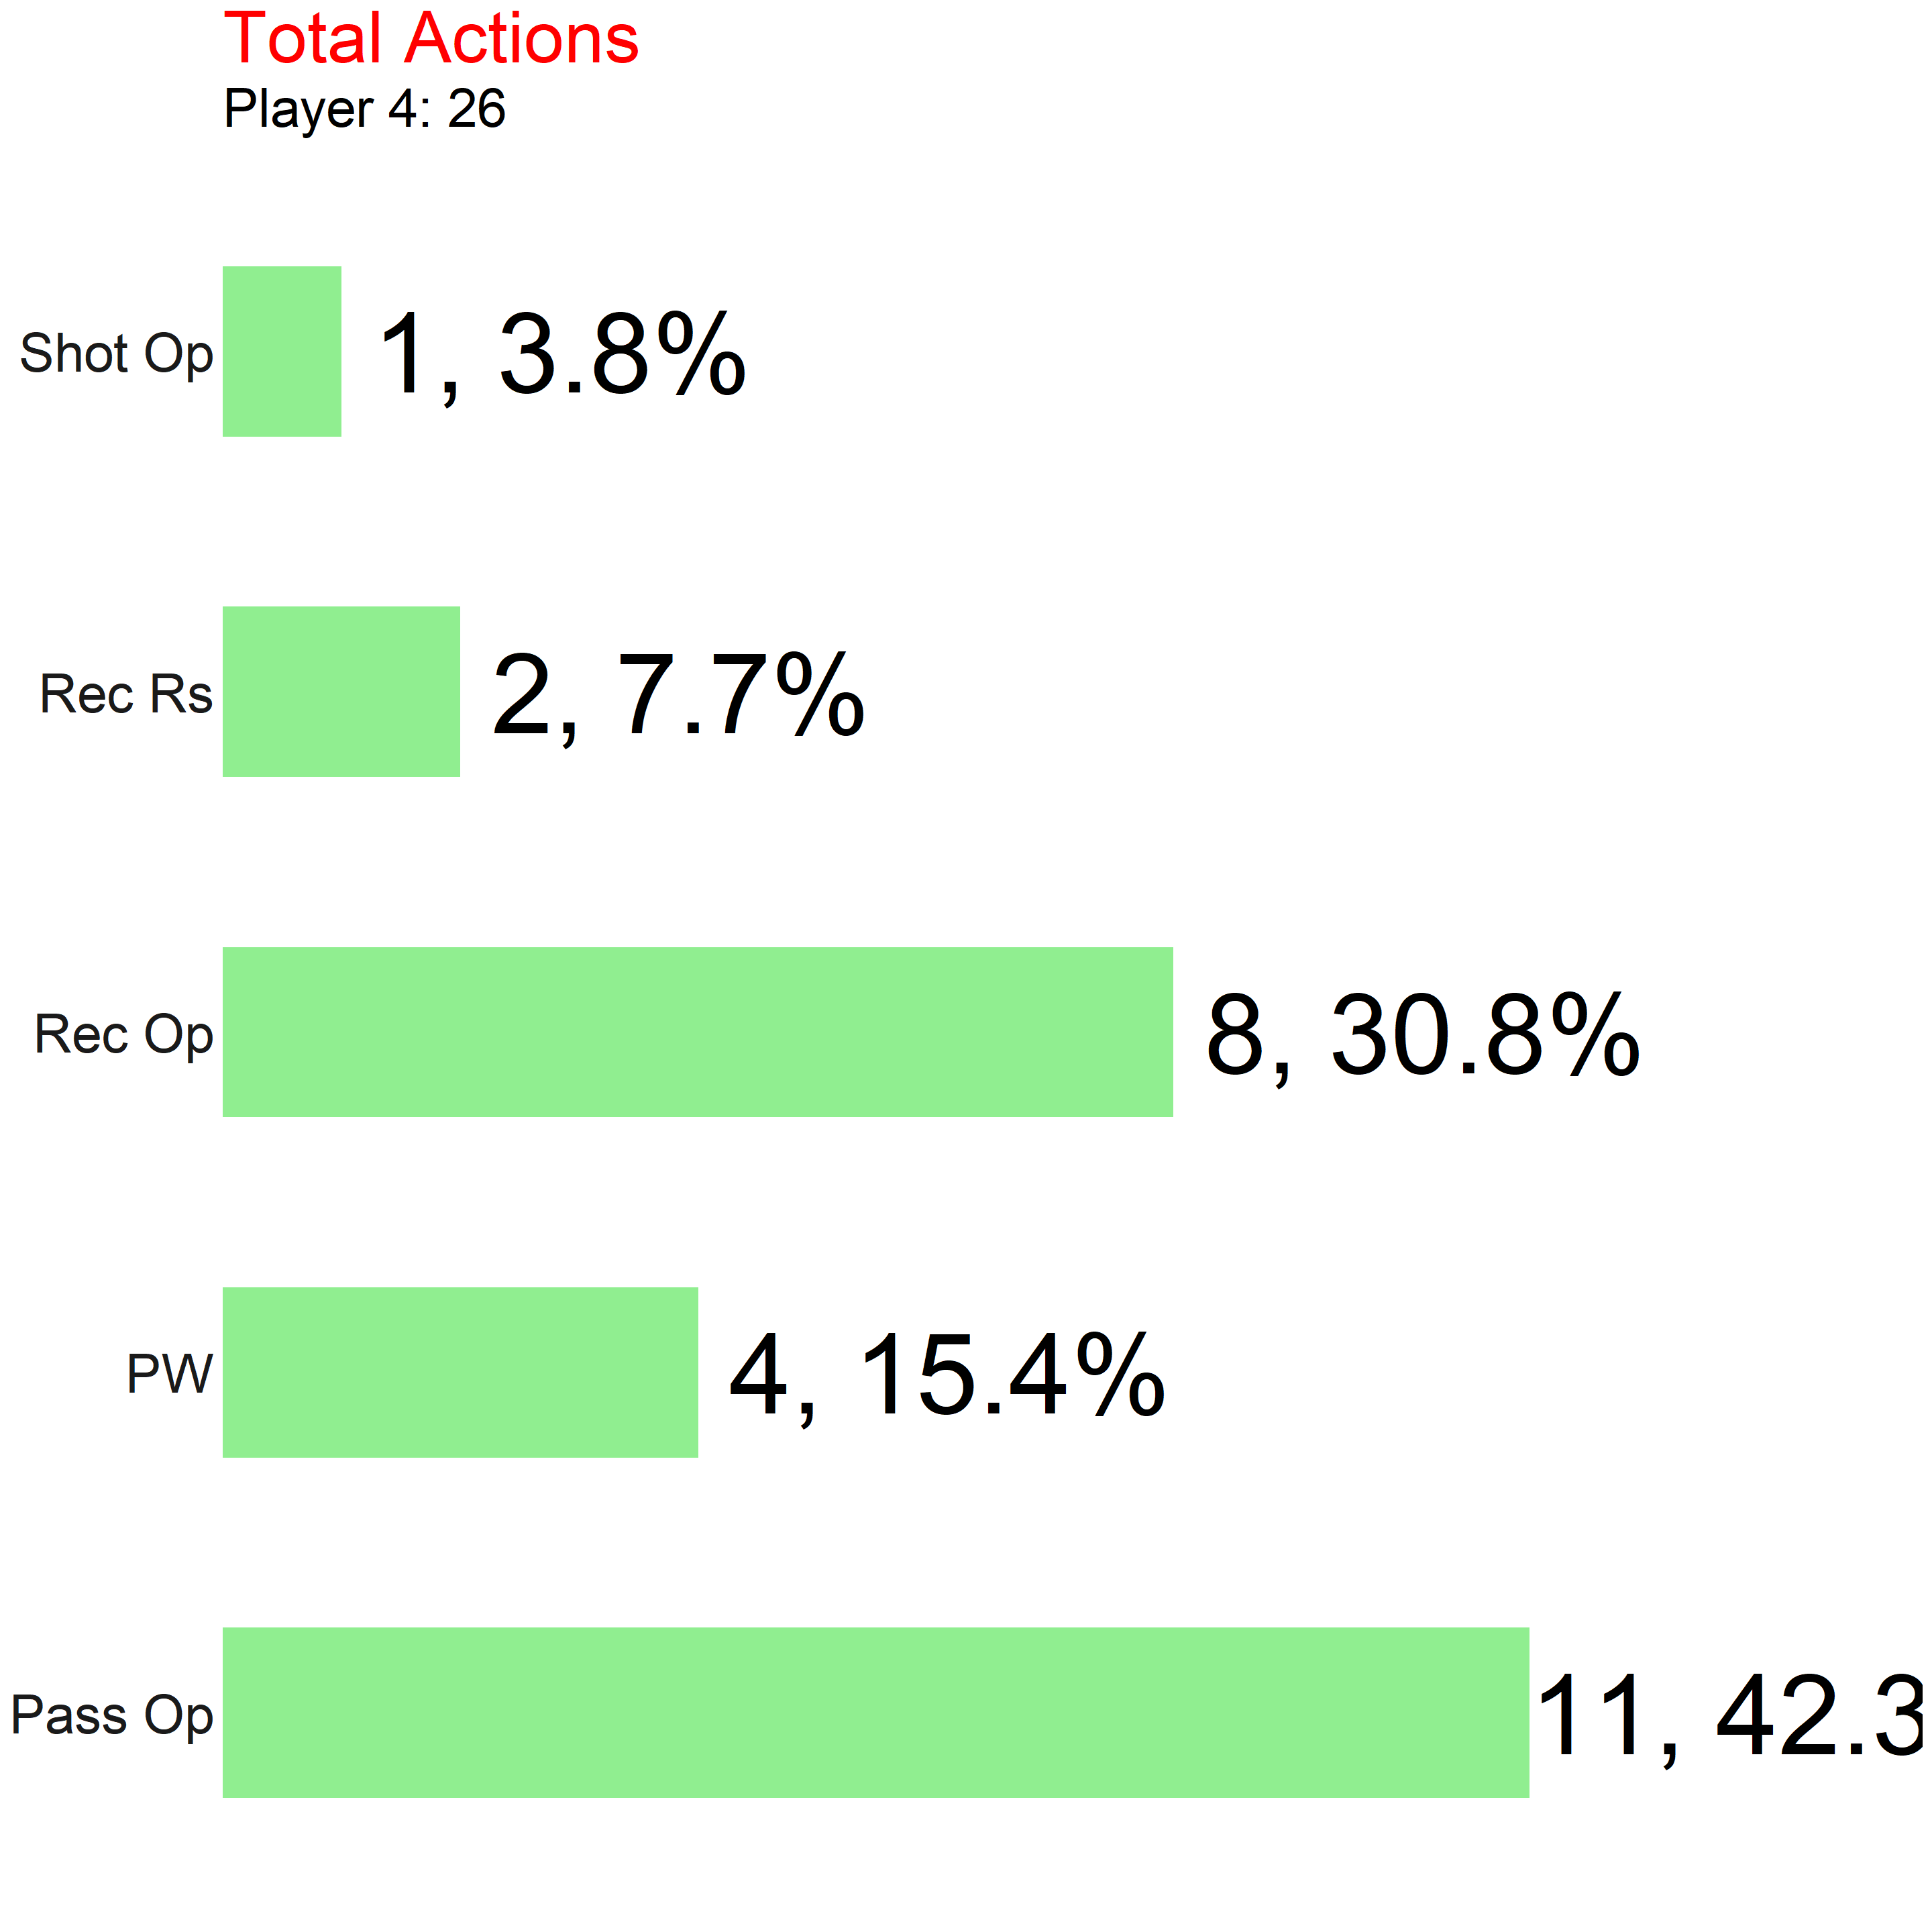 Total Actions
Player 4: 26
Shot Op 1, 3.8%
Rec Rs 2, 7.7%
Rec Op 8, 30.8%
PW 4, 15.4%
Pass Op 11, 42.3